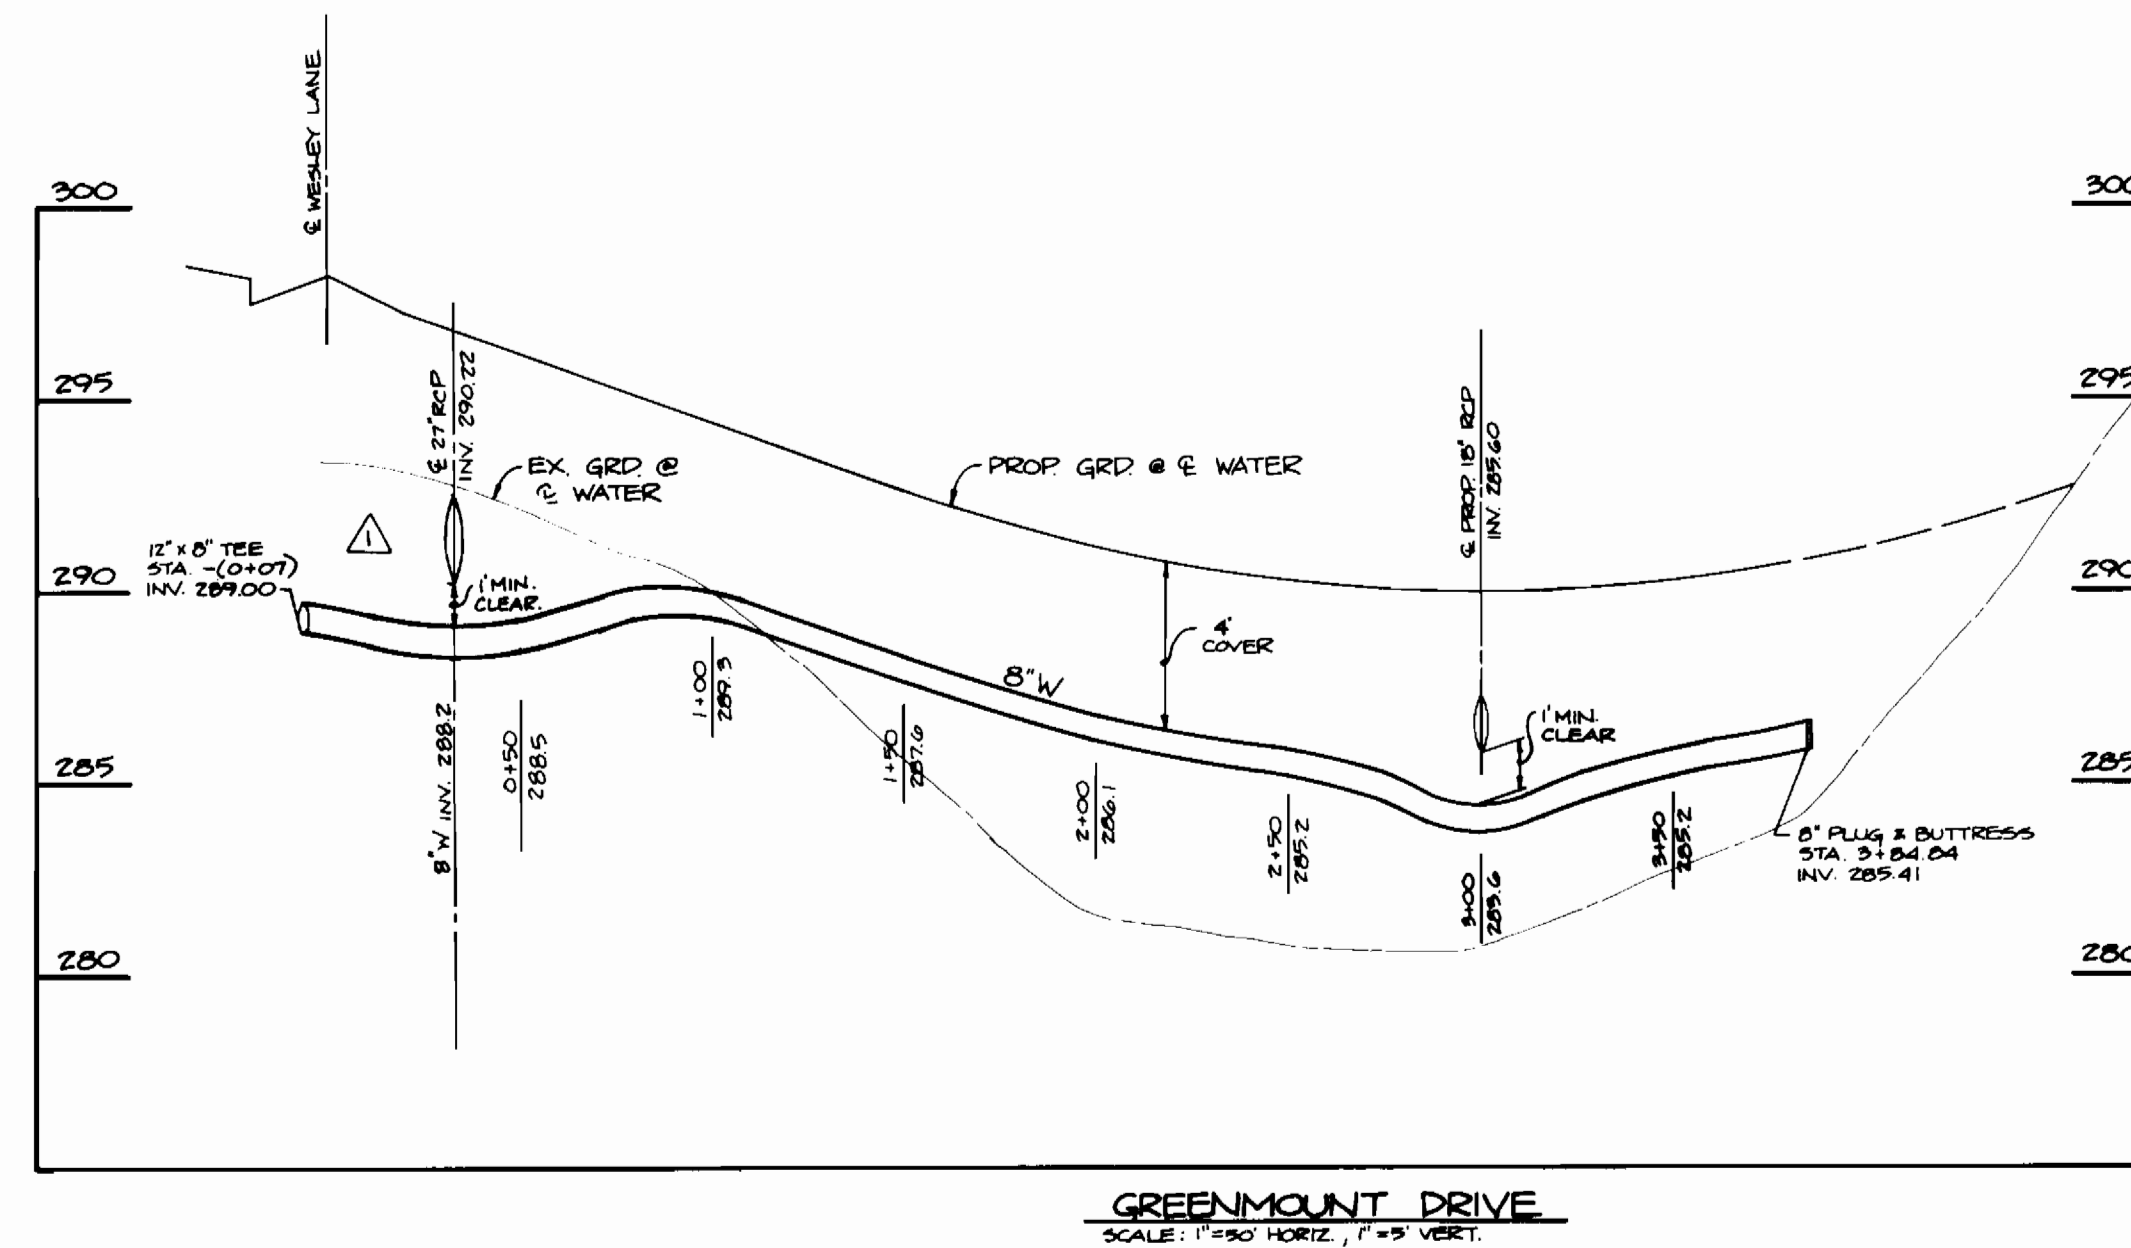 ℄ WESLEY LANE
300
300
295
295
290
290
285
285
280
280
℄ 27" RCP
INV. 290.22
EX. GRD. @
℄ WATER
PROP. GRD. @ ℄ WATER
℄ PROP. 18" RCP
INV. 285.60
1
12" x 8" TEE
STA. -(0+07)
INV. 289.00
1' MIN.
CLEAR.
4'
COVER
8" W
1' MIN.
CLEAR
8" W INV. 288.2
0+50
288.5
1+00
289.3
1+50
287.6
2+00
286.1
2+50
285.2
3+00
283.6
3+50
285.2
8" PLUG & BUTTRESS
STA. 3+84.84
INV. 285.41
GREENMOUNT DRIVE
SCALE: 1"=50' HORIZ., 1"=5' VERT.